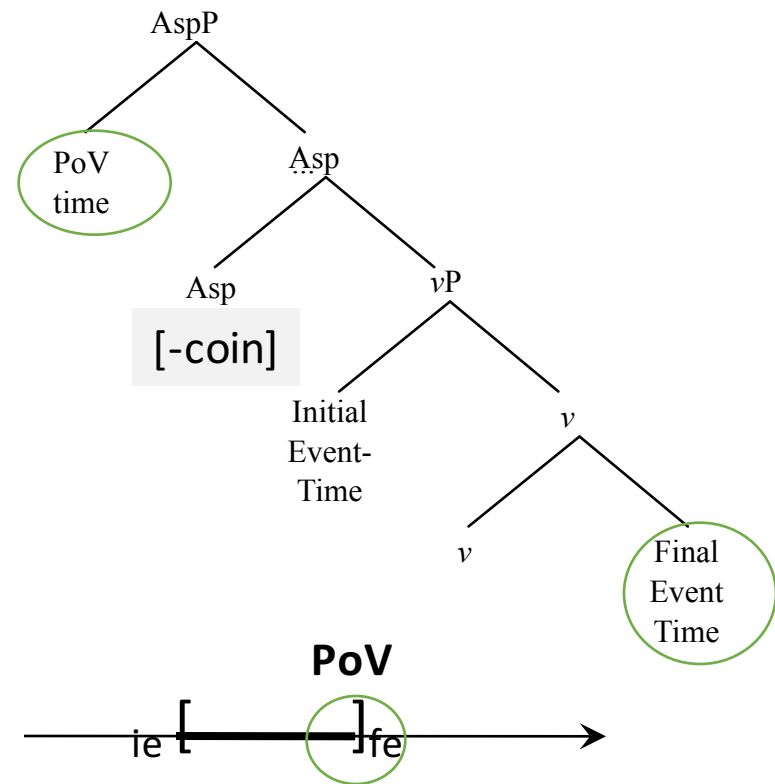 AspP
PoV
time
Asp
...
Asp
vP
[-coin]
Initial
Event-
Time
v
v
Final
Event
Time
PoV
ie [ ] fe